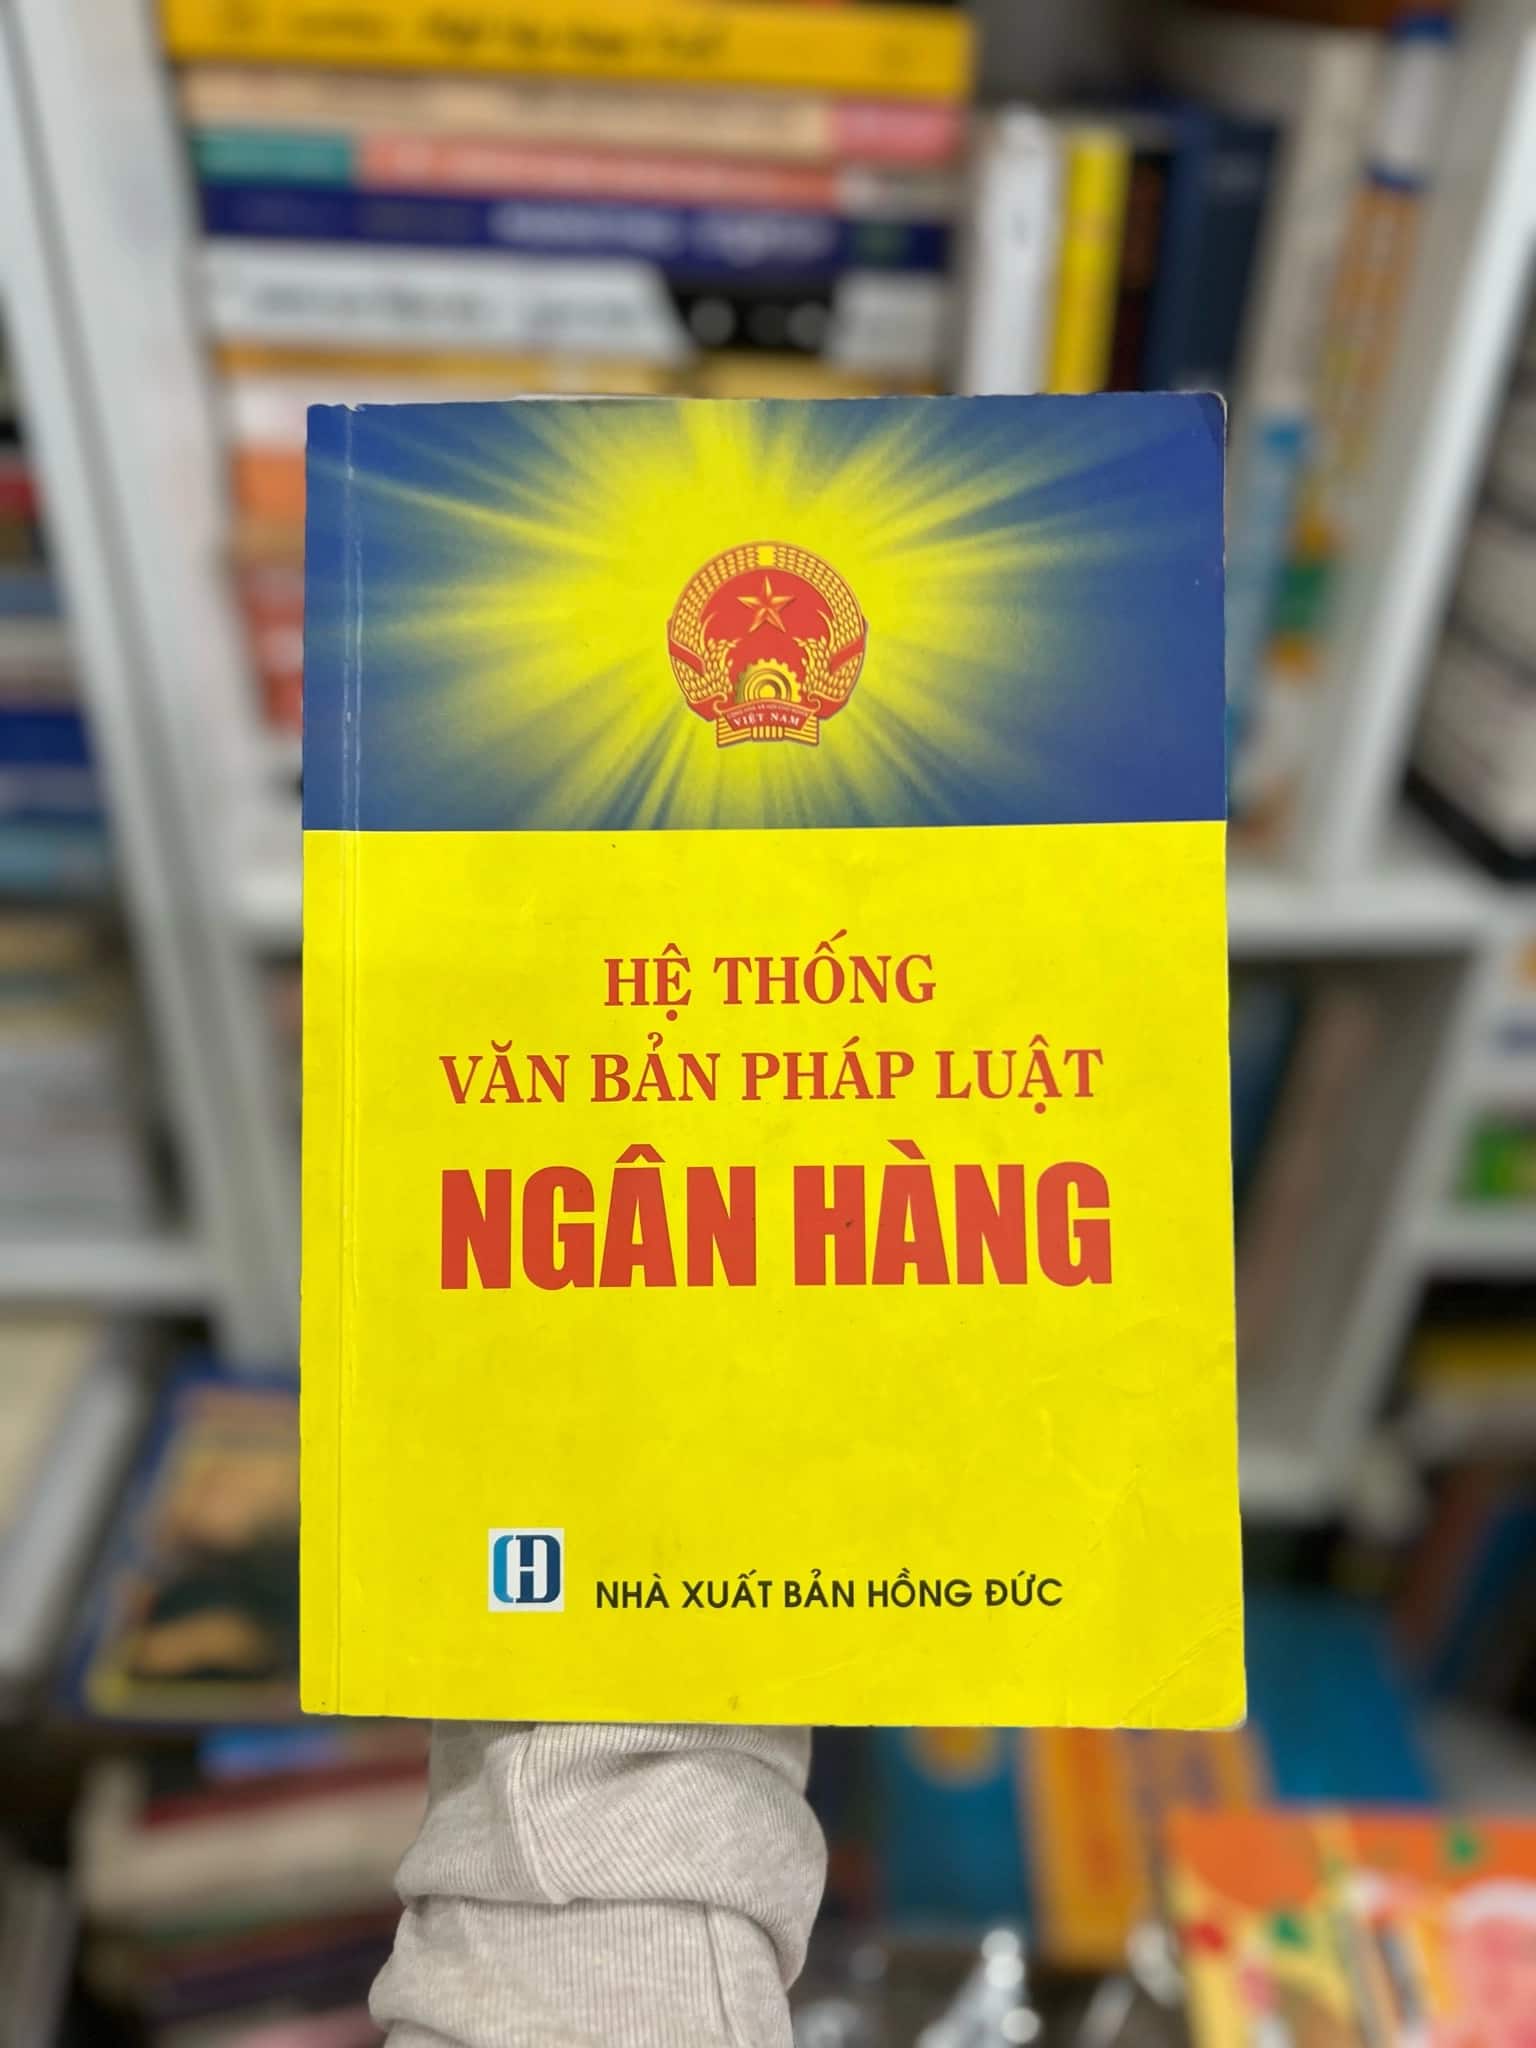 VIỆT NAM
HỆ THỐNG
VĂN BẢN PHÁP LUẬT
NGÂN HÀNG
NHÀ XUẤT BẢN HỒNG ĐỨC